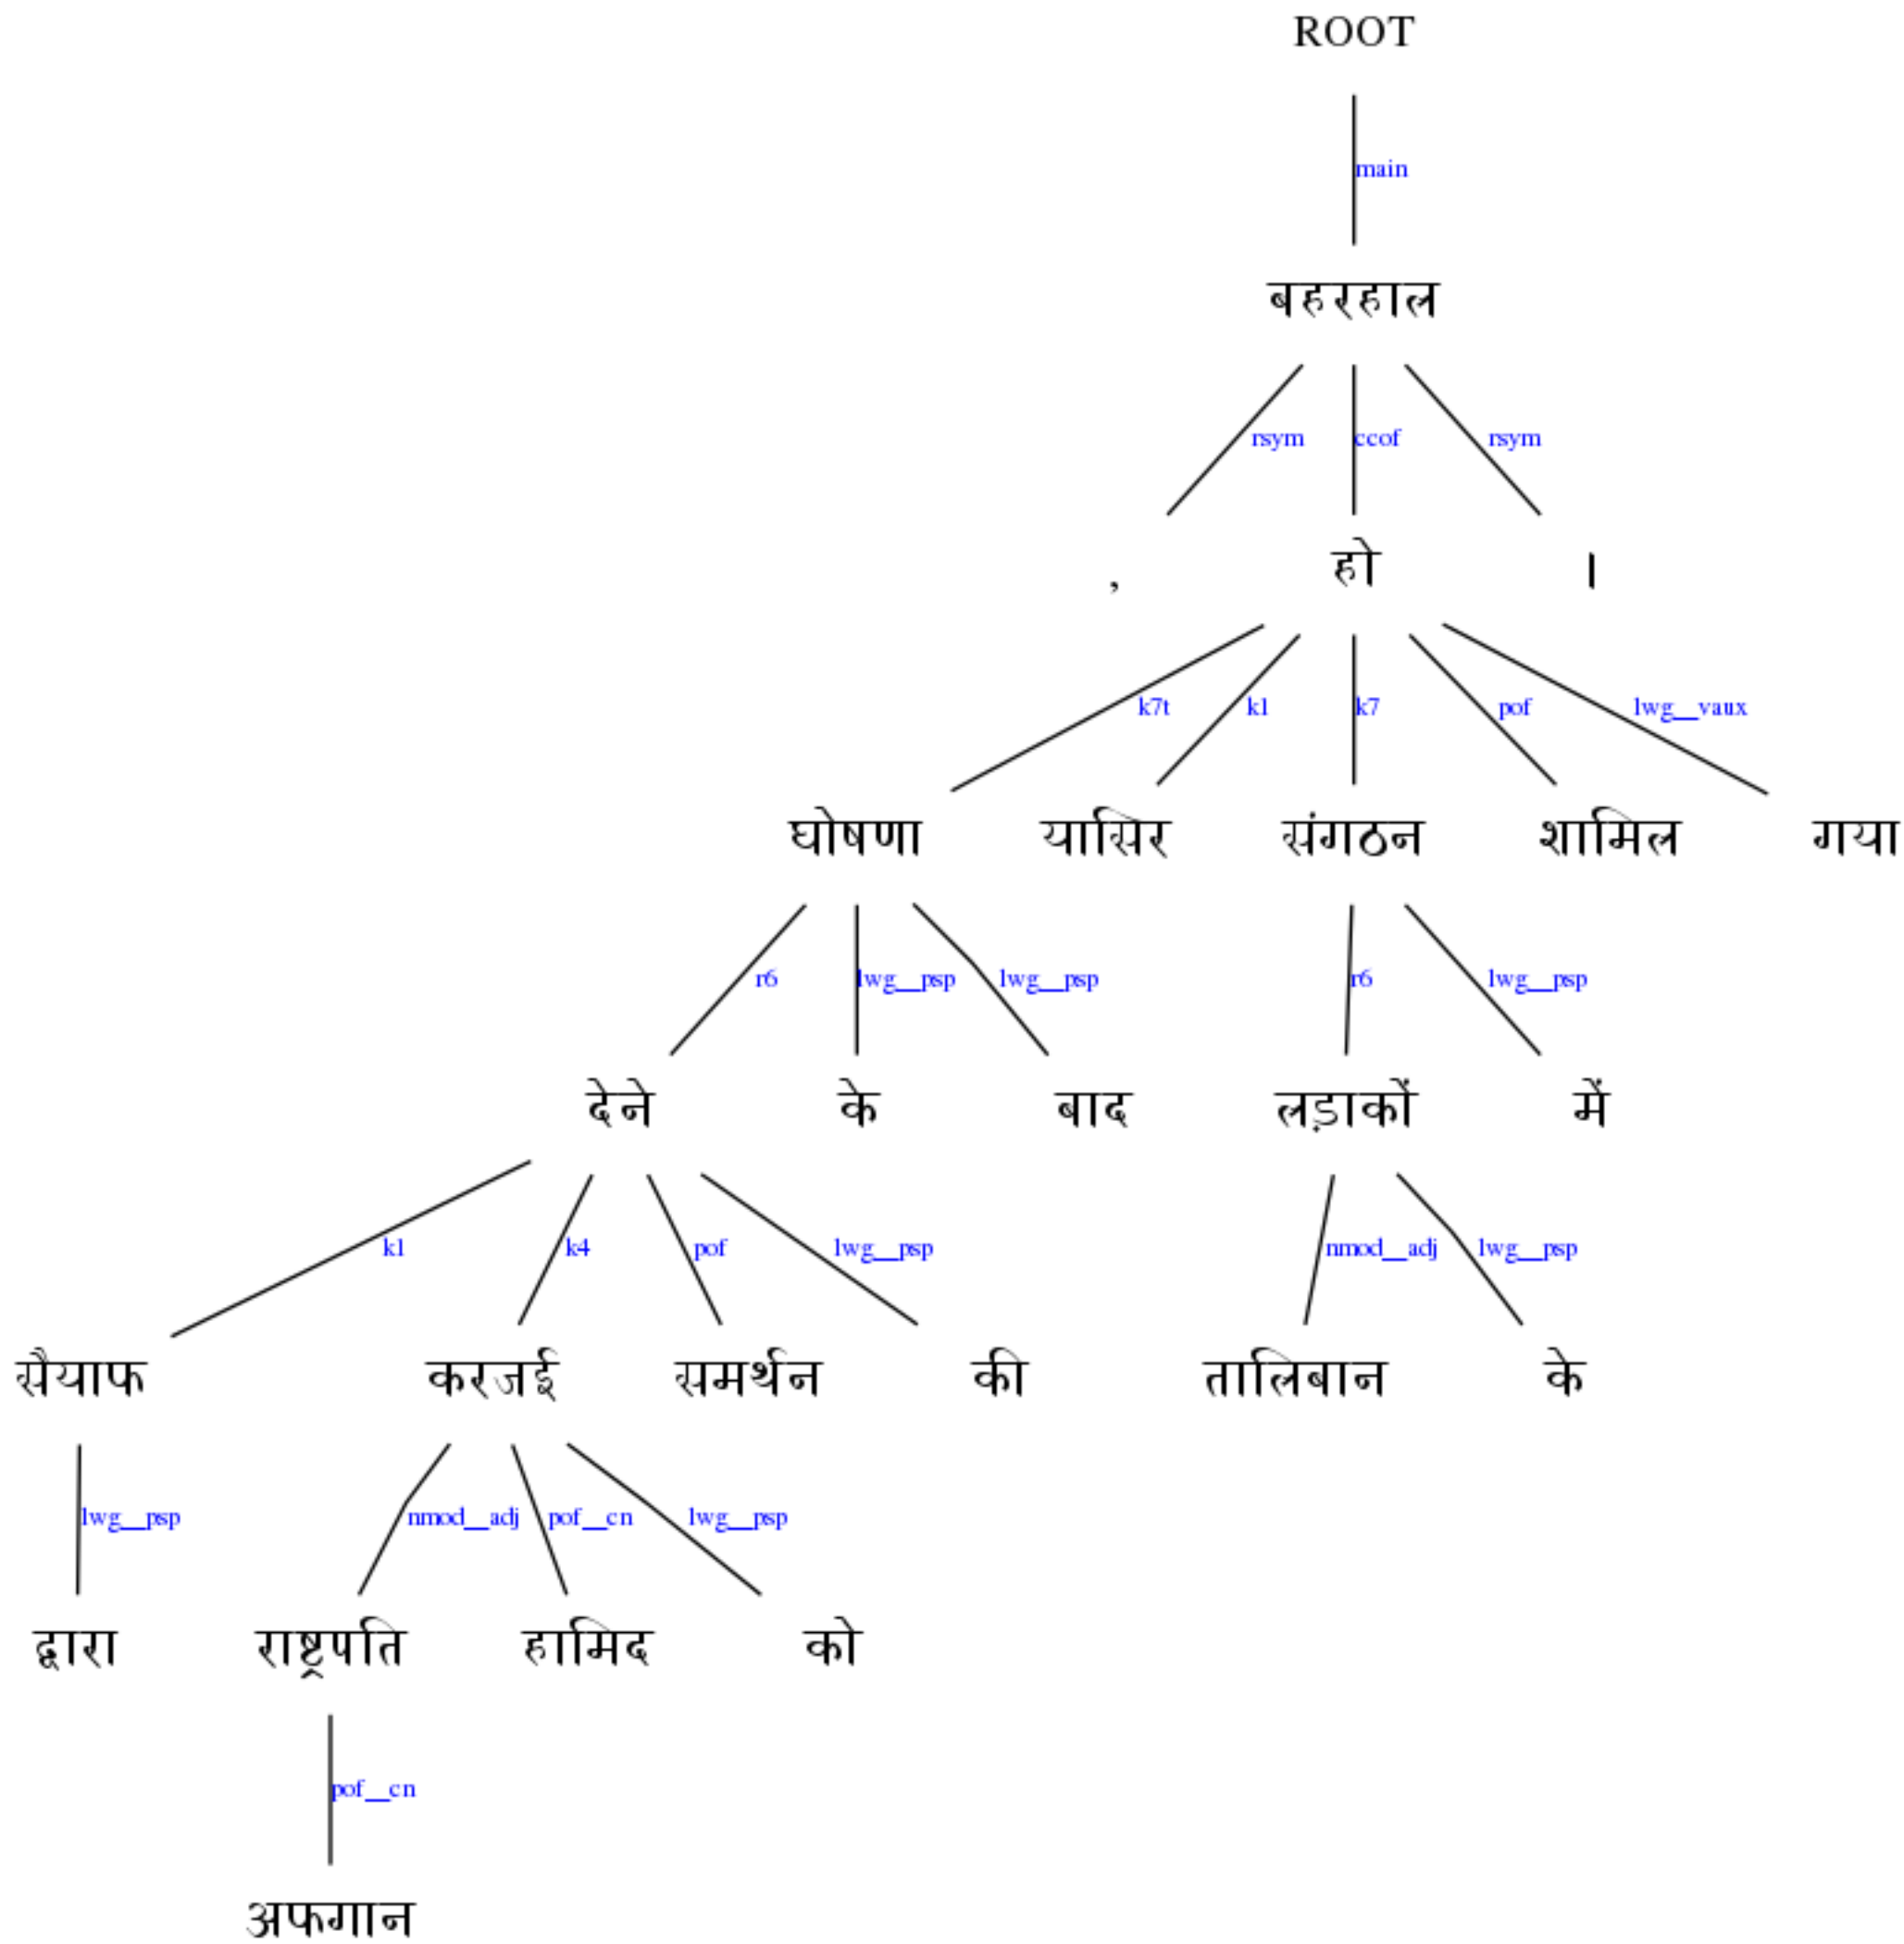 ROOT
main
बहरहाल
rsym ccof rsym
, हो ।
k7t k1 k7 pof lwg__vaux
घोषणा यासिर संगठन शामिल गया
r6 lwg__psp lwg__psp r6 lwg__psp
देने के बाद लड़ाकों में
k1 k4 pof lwg__psp nmod__adj lwg__psp
सैयाफ करजई समर्थन की तालिबान के
lwg__psp nmod__adj pof__cn lwg__psp
द्वारा राष्ट्रपति हामिद को
pof__cn
अफगान